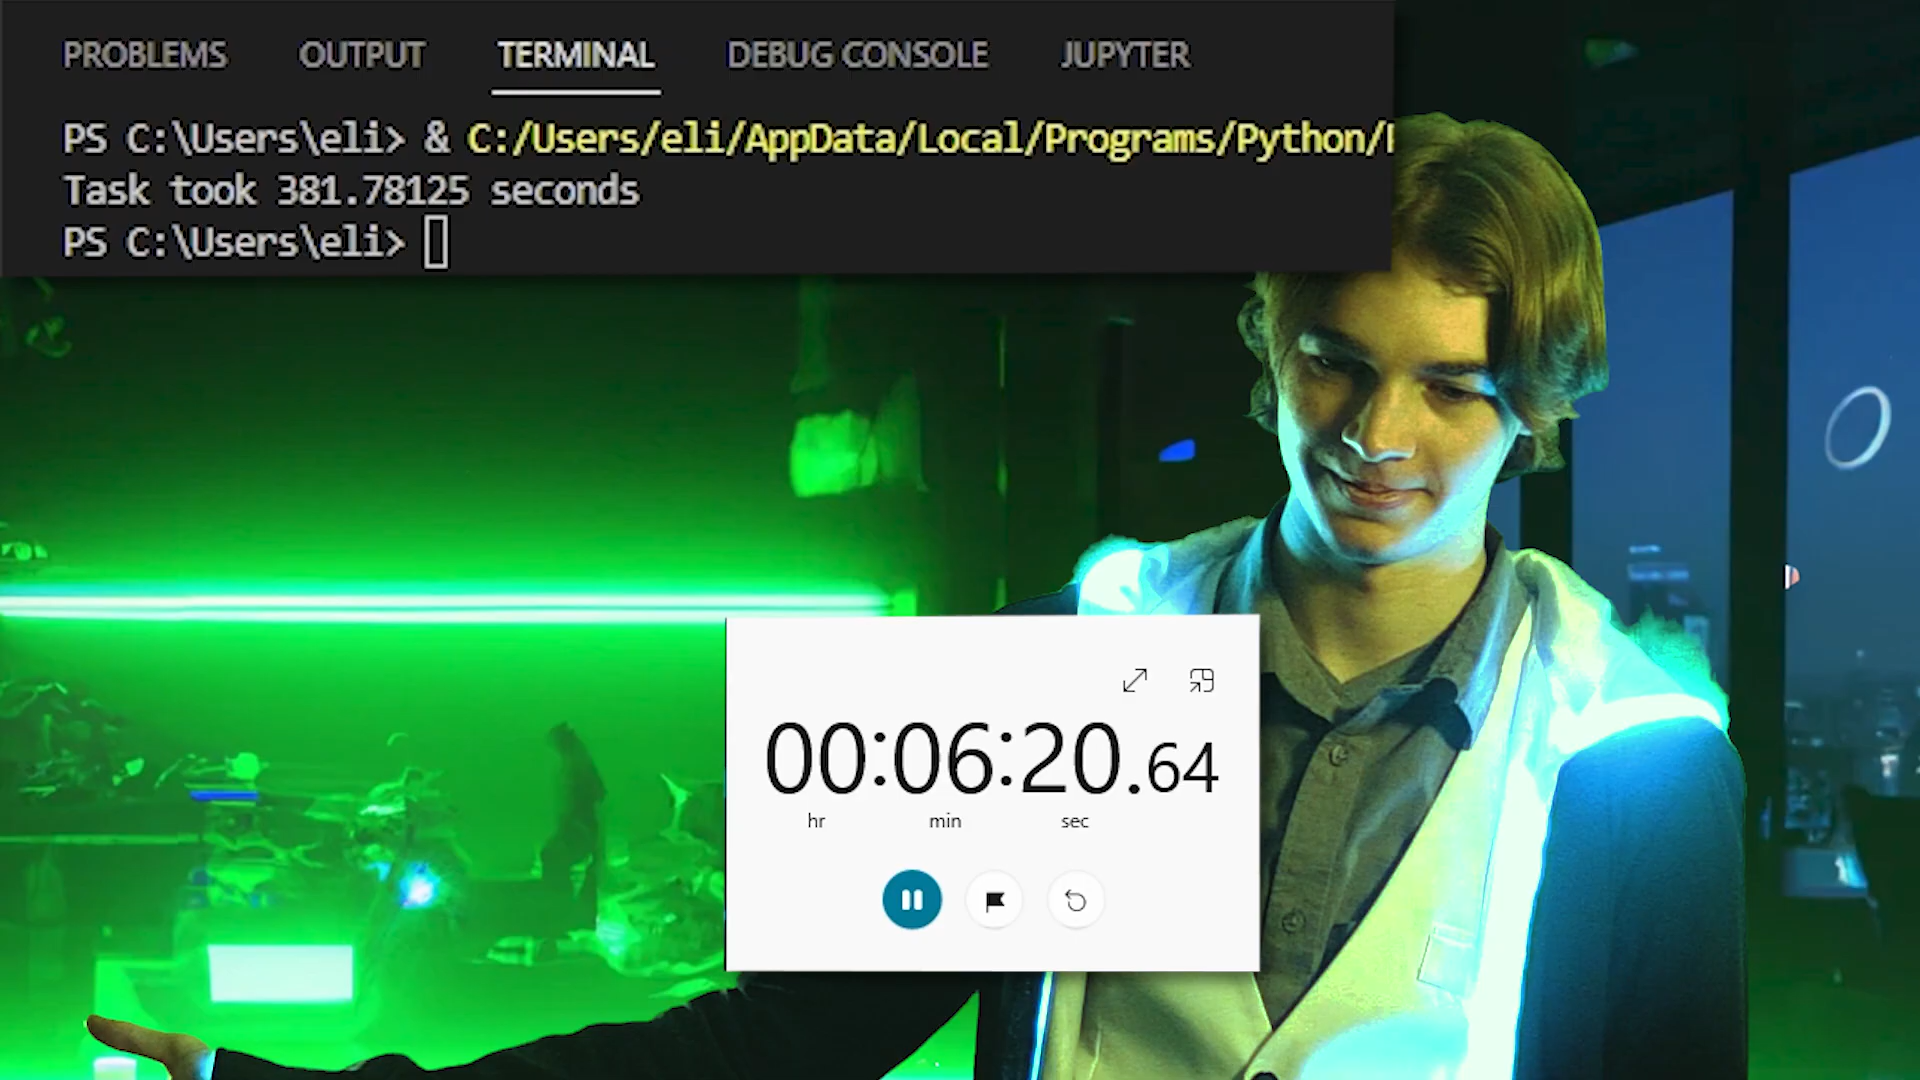 PROBLEMS OUTPUT TERMINAL DEBUG CONSOLE JUPYTER
PS C:\Users\eli> & C:/Users/eli/AppData/Local/Programs/Python/
Task took 381.78125 seconds
PS C:\Users\eli>
00:06:20.64
hr min sec